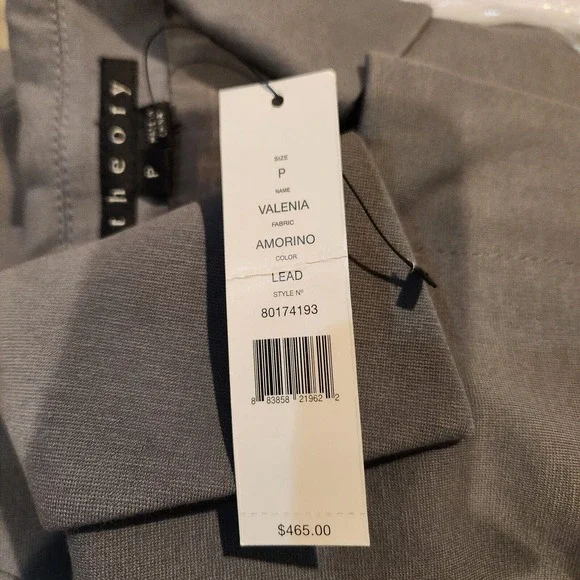 theory
P
SIZE
P
NAME
VALENIA
FABRIC
AMORINO
COLOR
LEAD
STYLE Nº
80174193
8 83858 21962 2
$465.00